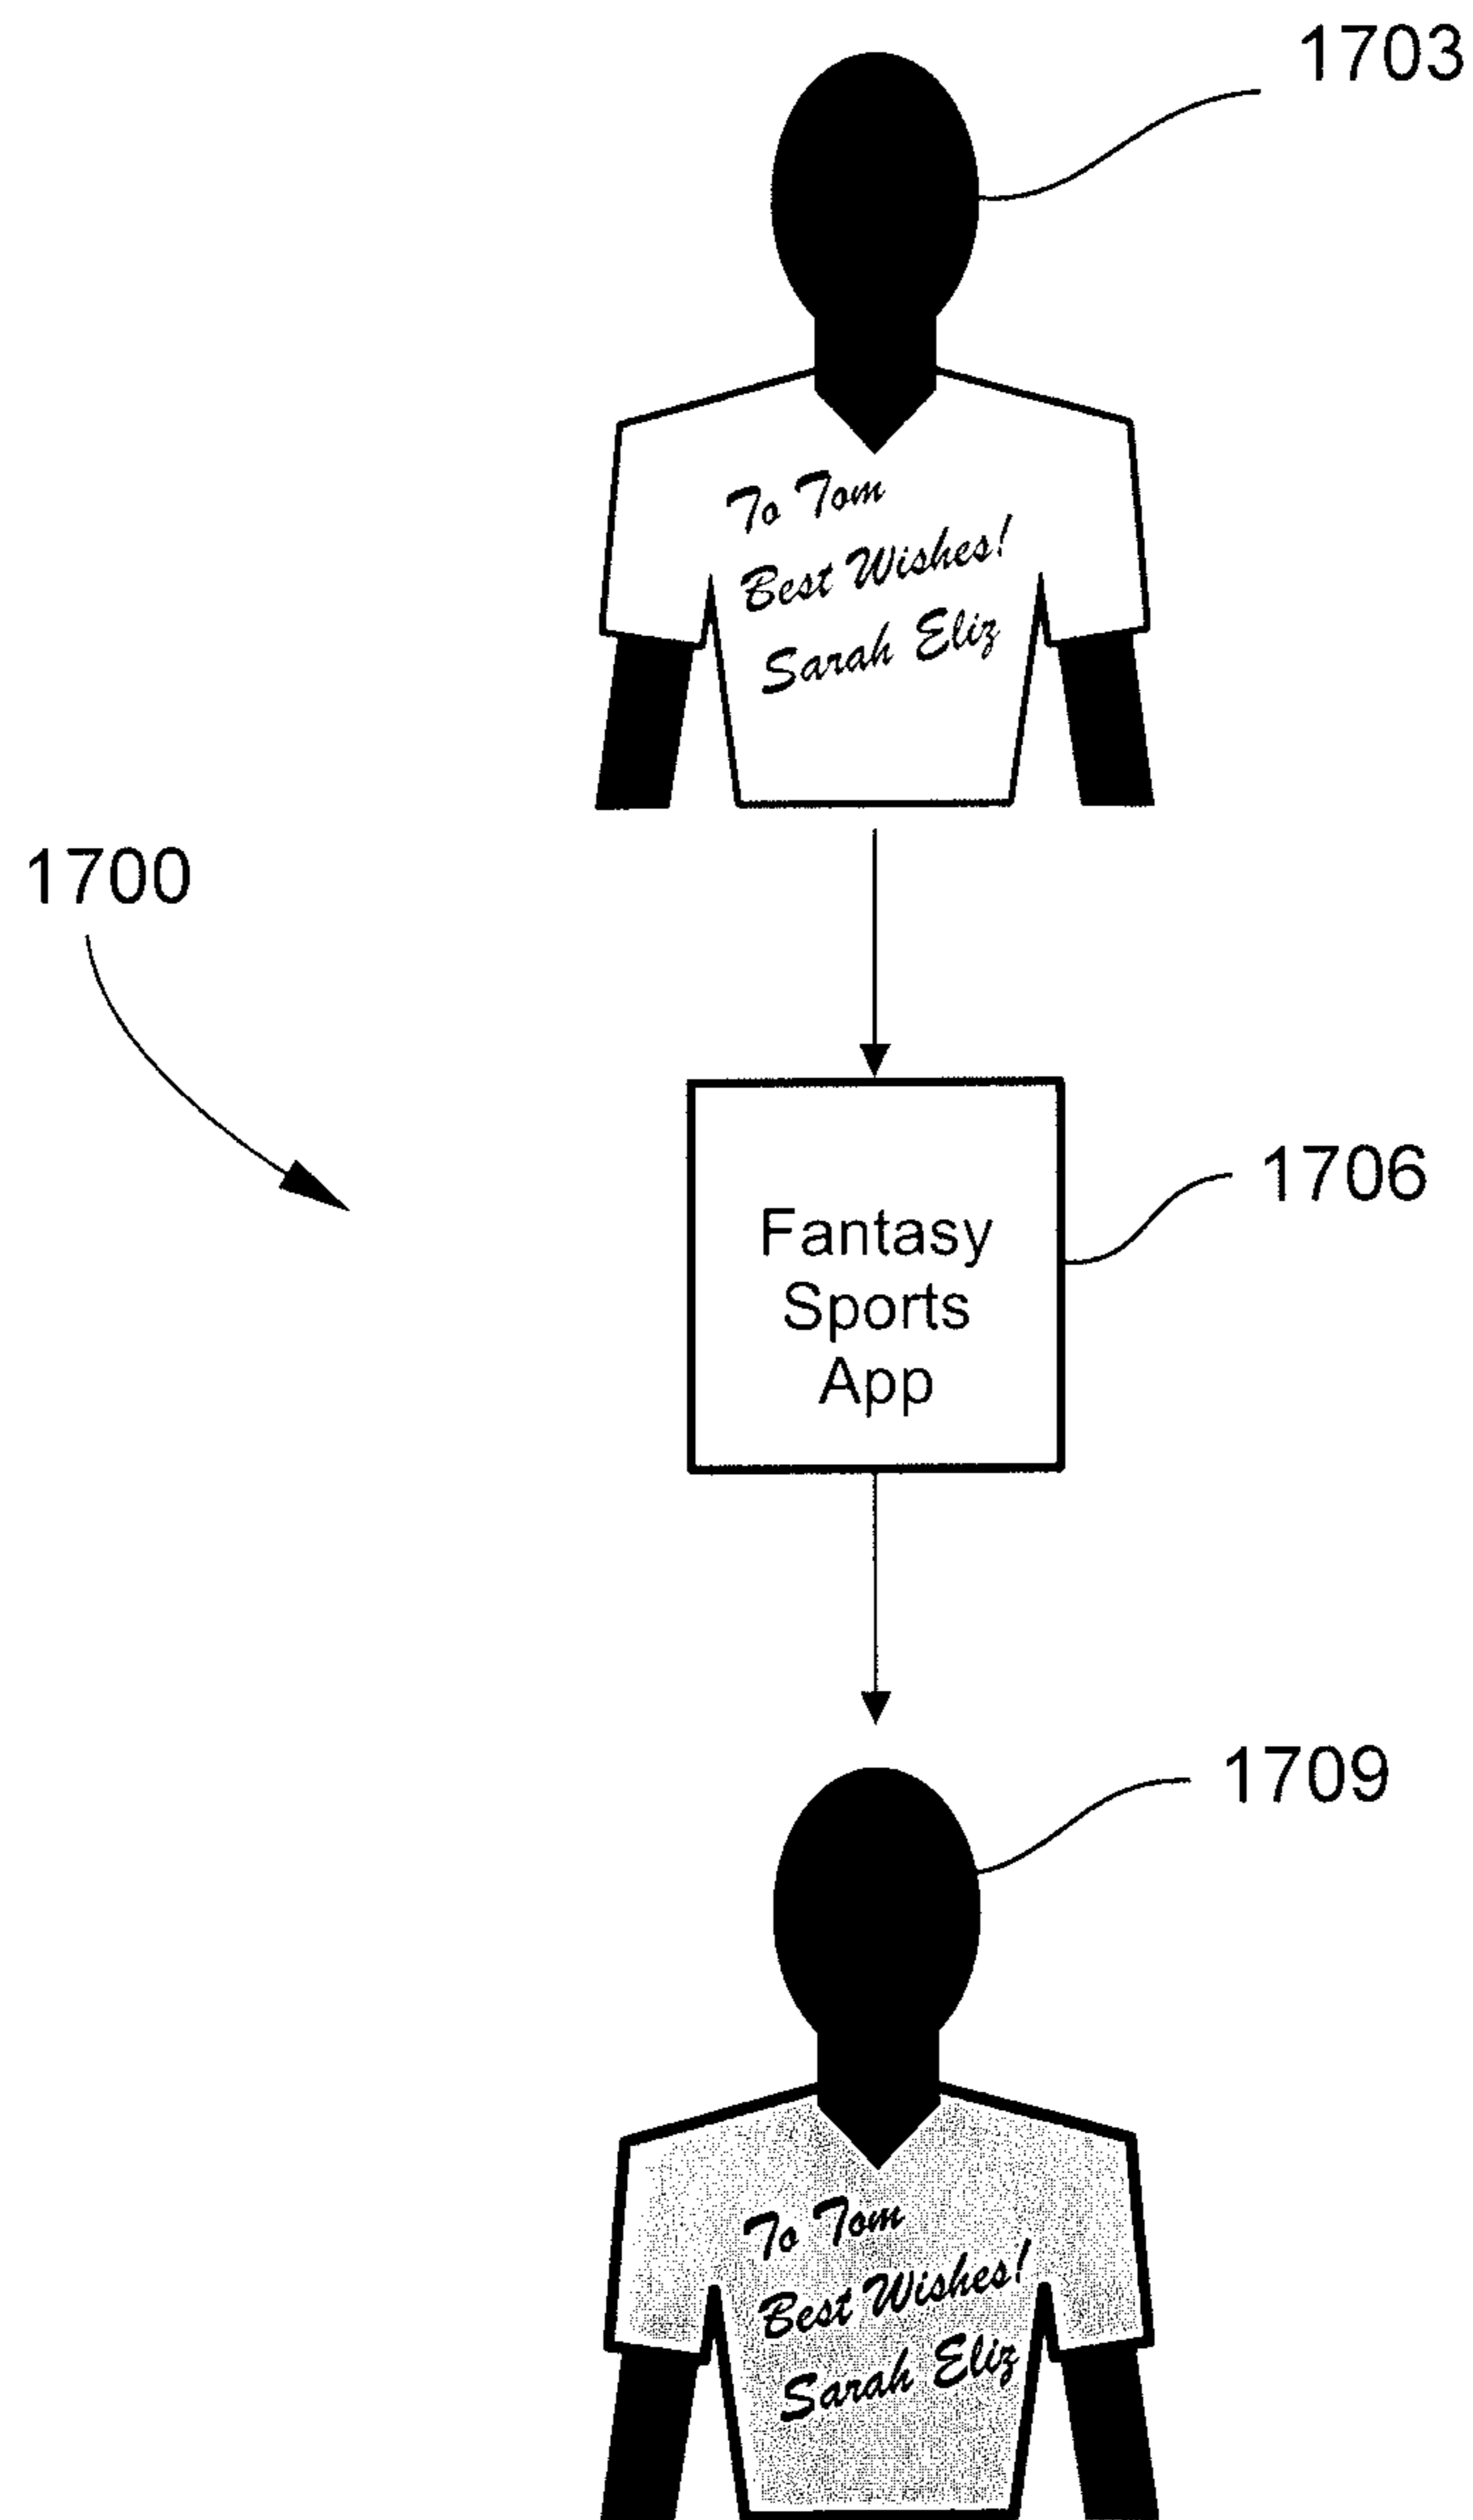 1703
To Tom
Best Wishes!
Sarah Eliz
1700
Fantasy
Sports
App
1706
1709
To Tom
Best Wishes!
Sarah Eliz